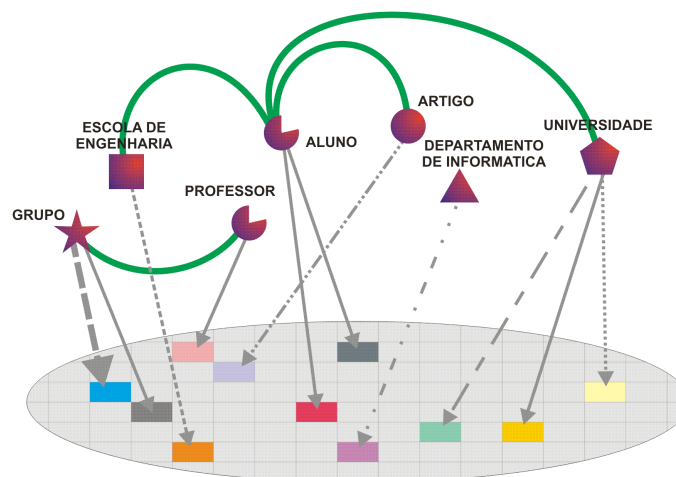 ESCOLA DE
ENGENHARIA
ALUNO
ARTIGO
DEPARTAMENTO
DE INFORMATICA
UNIVERSIDADE
PROFESSOR
GRUPO